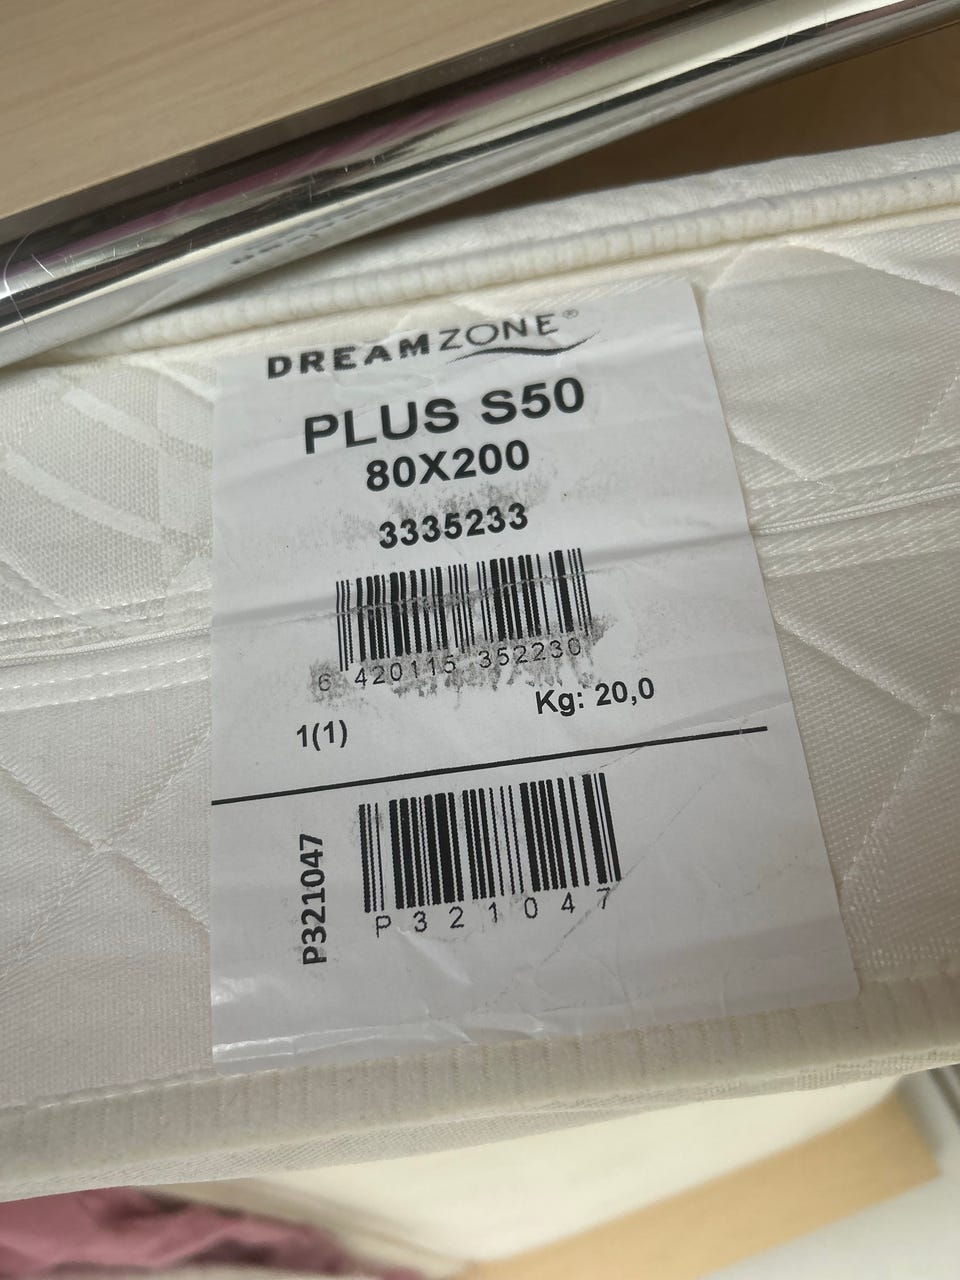 DREAMZONE®
PLUS S50
80X200
3335233
6 420115 352230
Kg: 20,0
1(1)
P321047
P321047